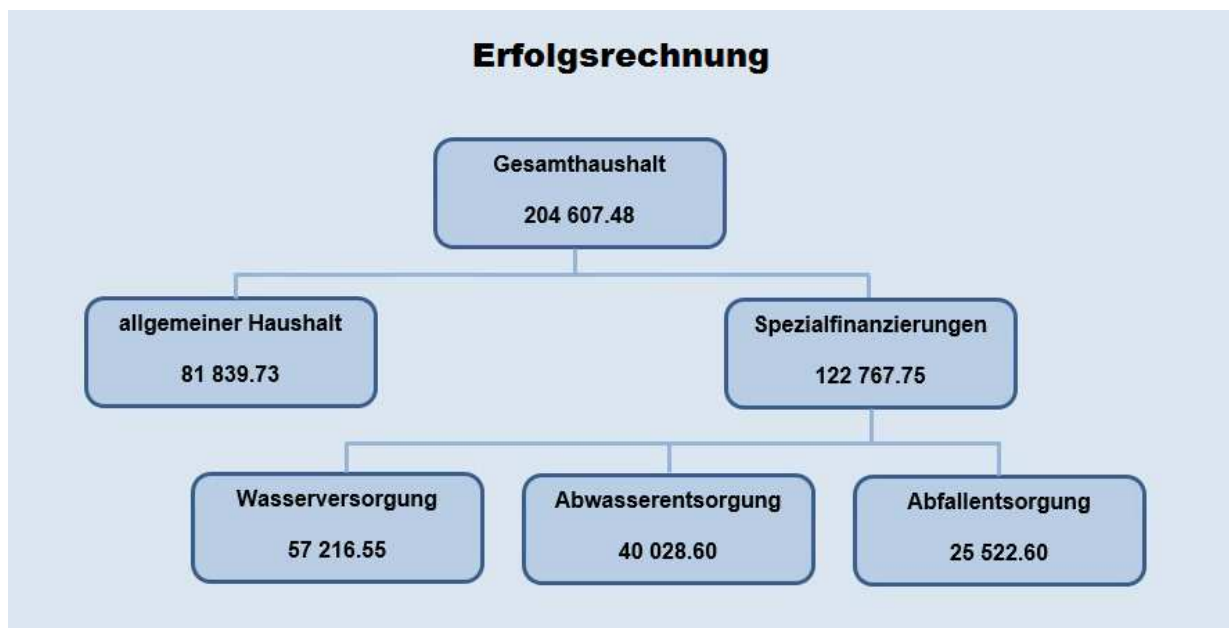 Erfolgsrechnung
Gesamthaushalt
204 607.48
allgemeiner Haushalt
81 839.73
Spezialfinanzierungen
122 767.75
Wasserversorgung
57 216.55
Abwasserentsorgung
40 028.60
Abfallentsorgung
25 522.60